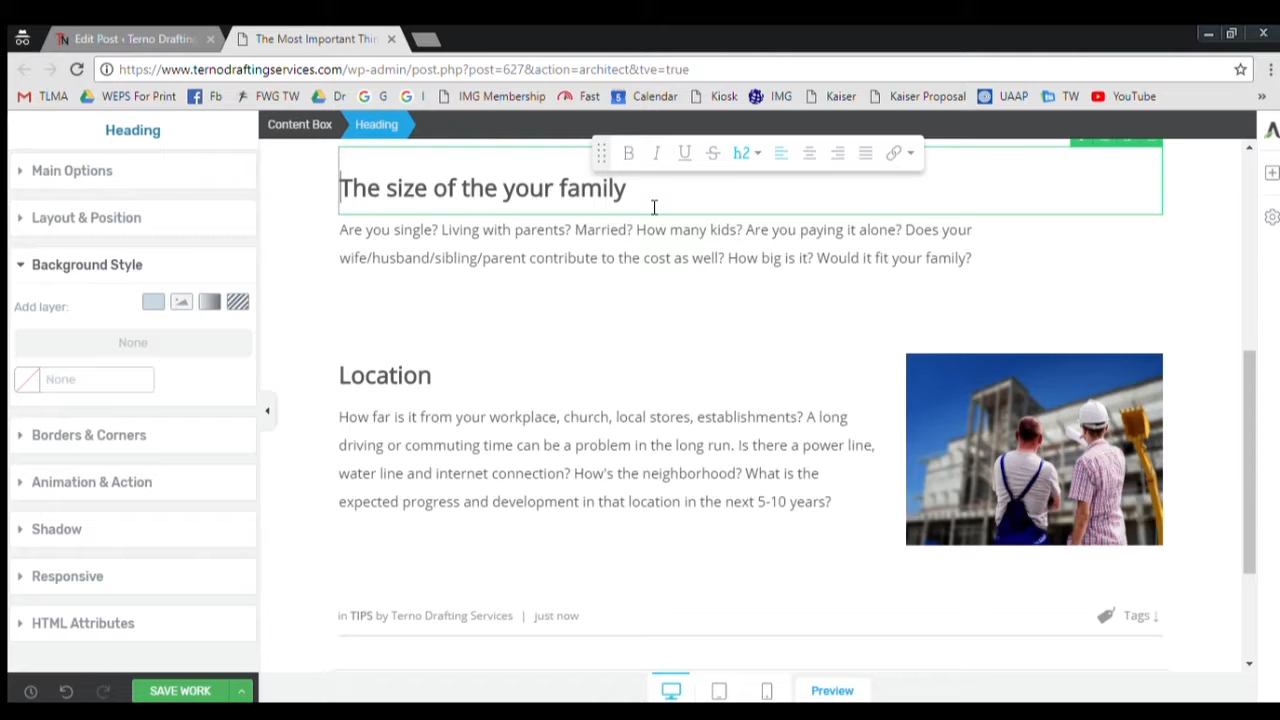 Edit Post ‹ Terno Drafting
The Most Important Thin
https://www.ternodraftingservices.com/wp-admin/post.php?post=627&action=architect&tve=true
TLMA WEPS For Print Fb FWG TW Dr G G I IMG Membership Fast Calendar Kiosk IMG Kaiser Kaiser Proposal UAAP TW YouTube »
Heading
Content Box Heading
Main Options
Layout & Position
Background Style
Add layer:
None
None
Borders & Corners
Animation & Action
Shadow
Responsive
HTML Attributes
SAVE WORK
B I U S h2
The size of the your family
Are you single? Living with parents? Married? How many kids? Are you paying it alone? Does your
wife/husband/sibling/parent contribute to the cost as well? How big is it? Would it fit your family?
Location
How far is it from your workplace, church, local stores, establishments? A long
driving or commuting time can be a problem in the long run. Is there a power line,
water line and internet connection? How's the neighborhood? What is the
expected progress and development in that location in the next 5-10 years?
in TIPS by Terno Drafting Services | just now
Tags ↓
Preview